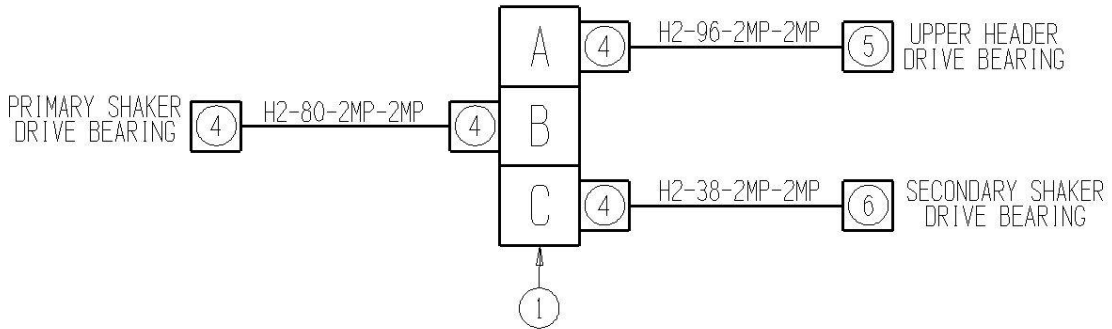 A
4
H2-96-2MP-2MP
5
UPPER HEADER
DRIVE BEARING
PRIMARY SHAKER
DRIVE BEARING
4
H2-80-2MP-2MP
4
B
C
4
H2-38-2MP-2MP
6
SECONDARY SHAKER
DRIVE BEARING
1